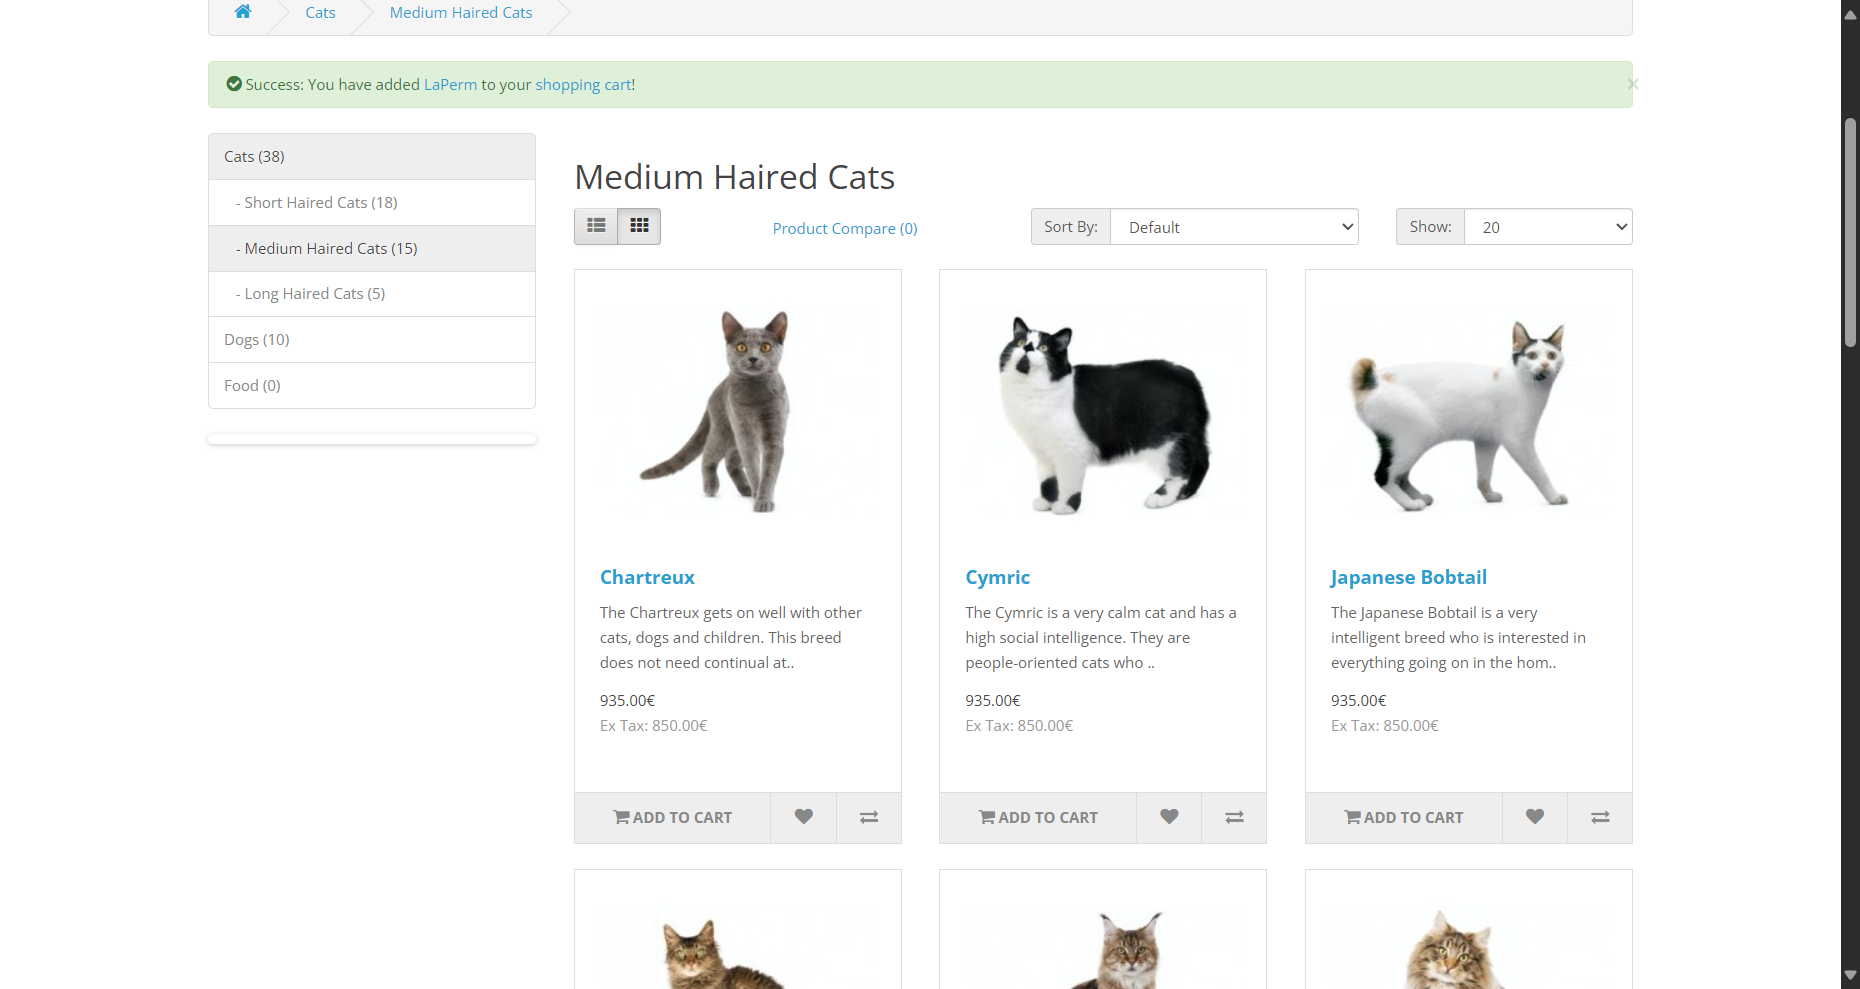 Cats
Medium Haired Cats
Success: You have added LaPerm to your shopping cart!
×
Cats (38)
- Short Haired Cats (18)
- Medium Haired Cats (15)
- Long Haired Cats (5)
Dogs (10)
Food (0)
Medium Haired Cats
Product Compare (0)
Sort By:
Default
Show:
20
Chartreux
The Chartreux gets on well with other
cats, dogs and children. This breed
does not need continual at..
935.00€
Ex Tax: 850.00€
ADD TO CART
Cymric
The Cymric is a very calm cat and has a
high social intelligence. They are
people-oriented cats who ..
935.00€
Ex Tax: 850.00€
ADD TO CART
Japanese Bobtail
The Japanese Bobtail is a very
intelligent breed who is interested in
everything going on in the hom..
935.00€
Ex Tax: 850.00€
ADD TO CART